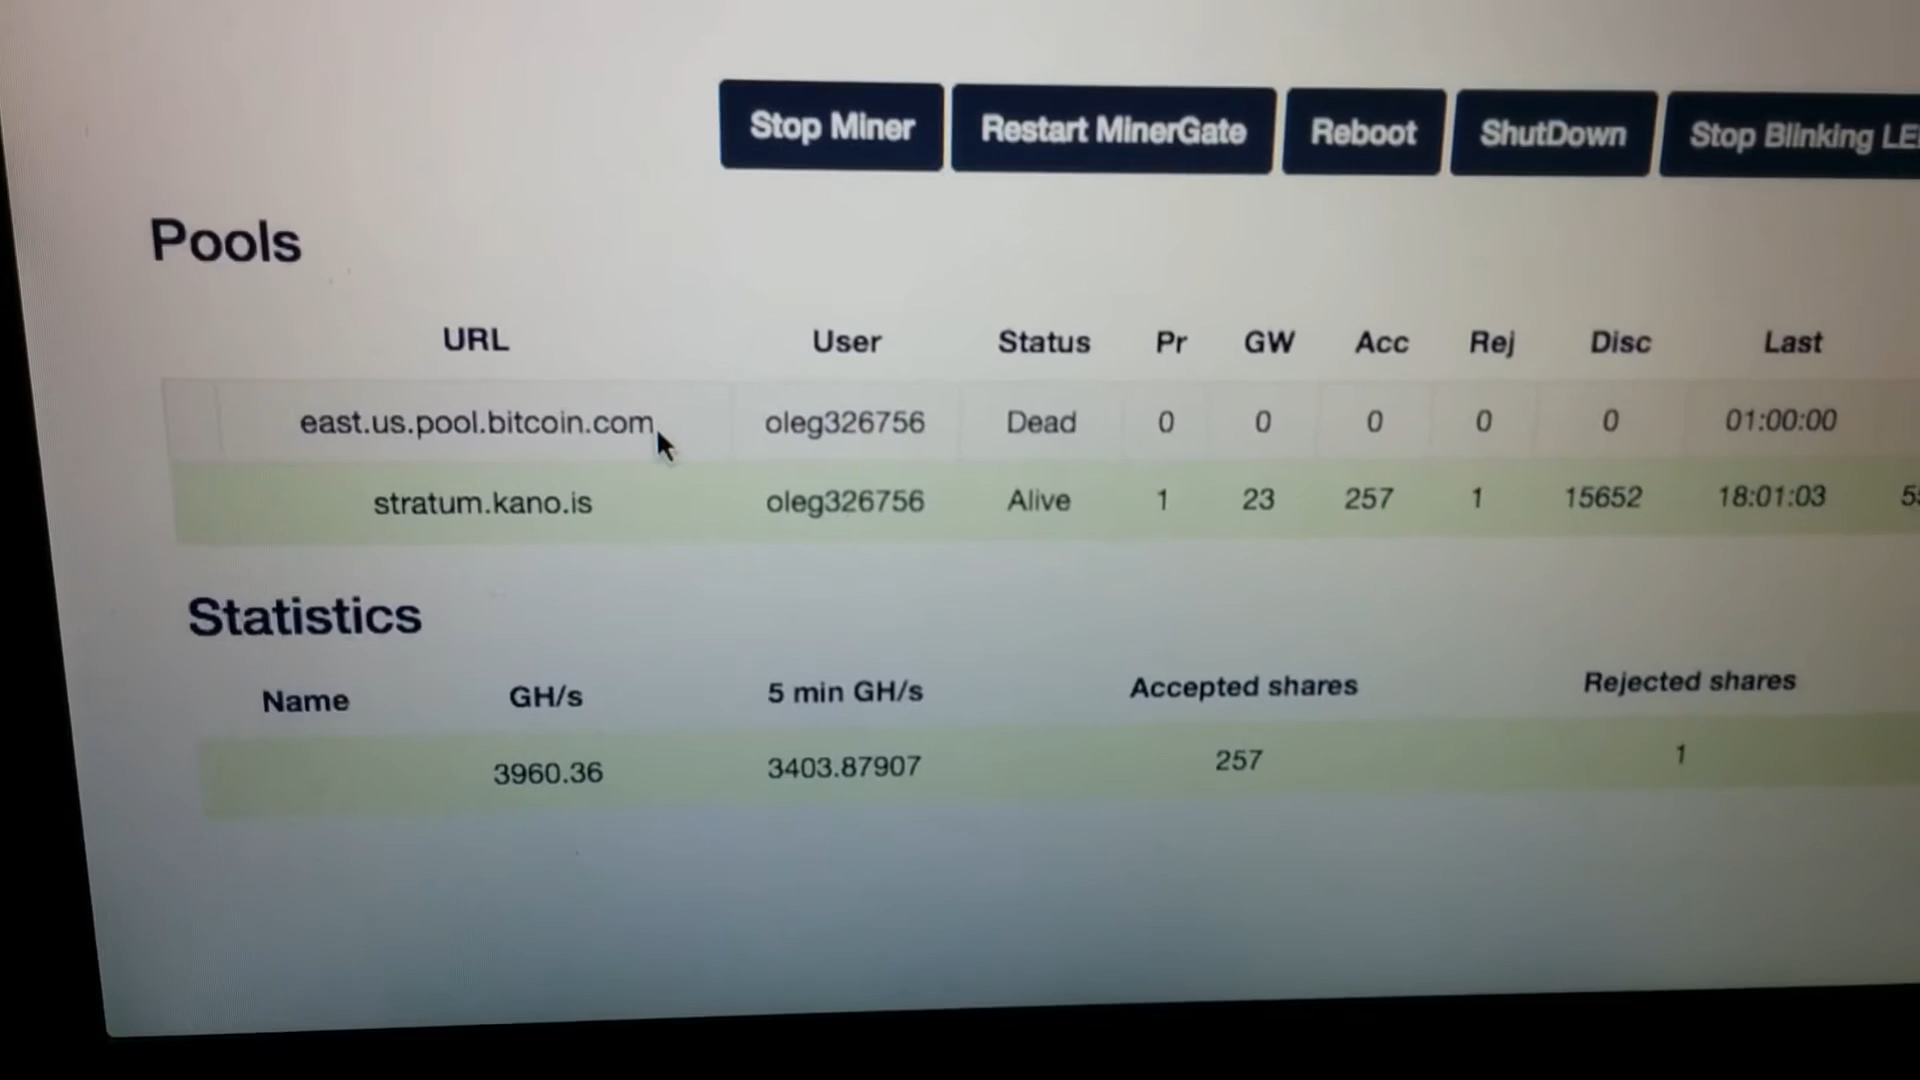 Stop Miner Restart MinerGate Reboot ShutDown Stop Blinking
Pools
URL User Status Pr GW Acc Rej Disc Last
east.us.pool.bitcoin.com oleg326756 Dead 0 0 0 0 0 01:00:00
stratum.kano.is oleg326756 Alive 1 23 257 1 15652 18:01:03
Statistics
Name GH/s 5 min GH/s Accepted shares Rejected shares
3960.36 3403.87907 257 1